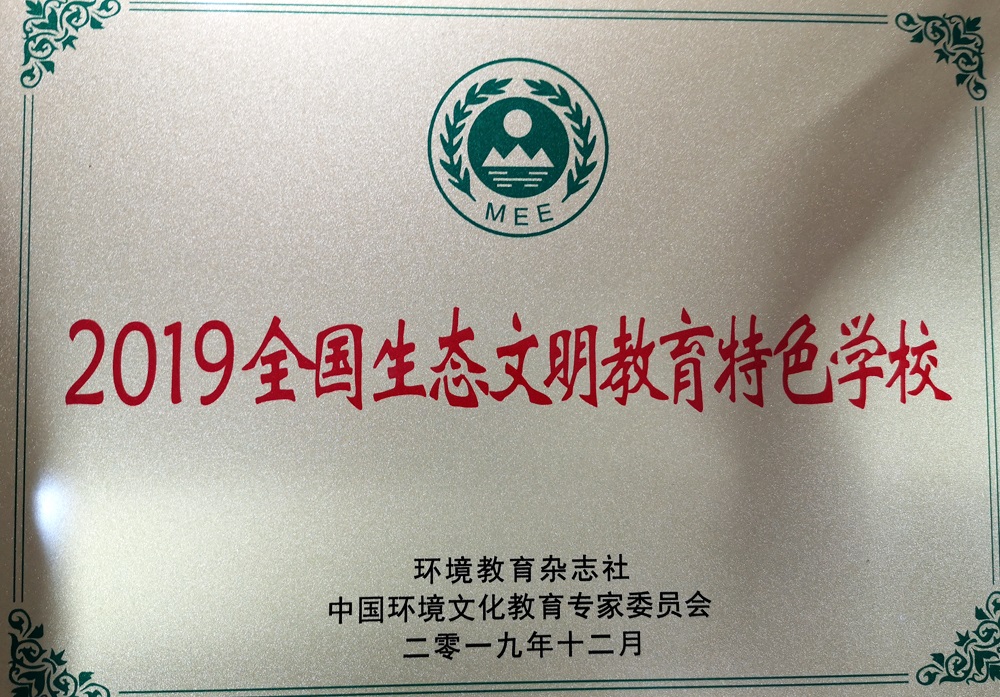 MEE
2019全国生态文明教育特色学校
环境教育杂志社
中国环境文化教育专家委员会
二零一九年十二月